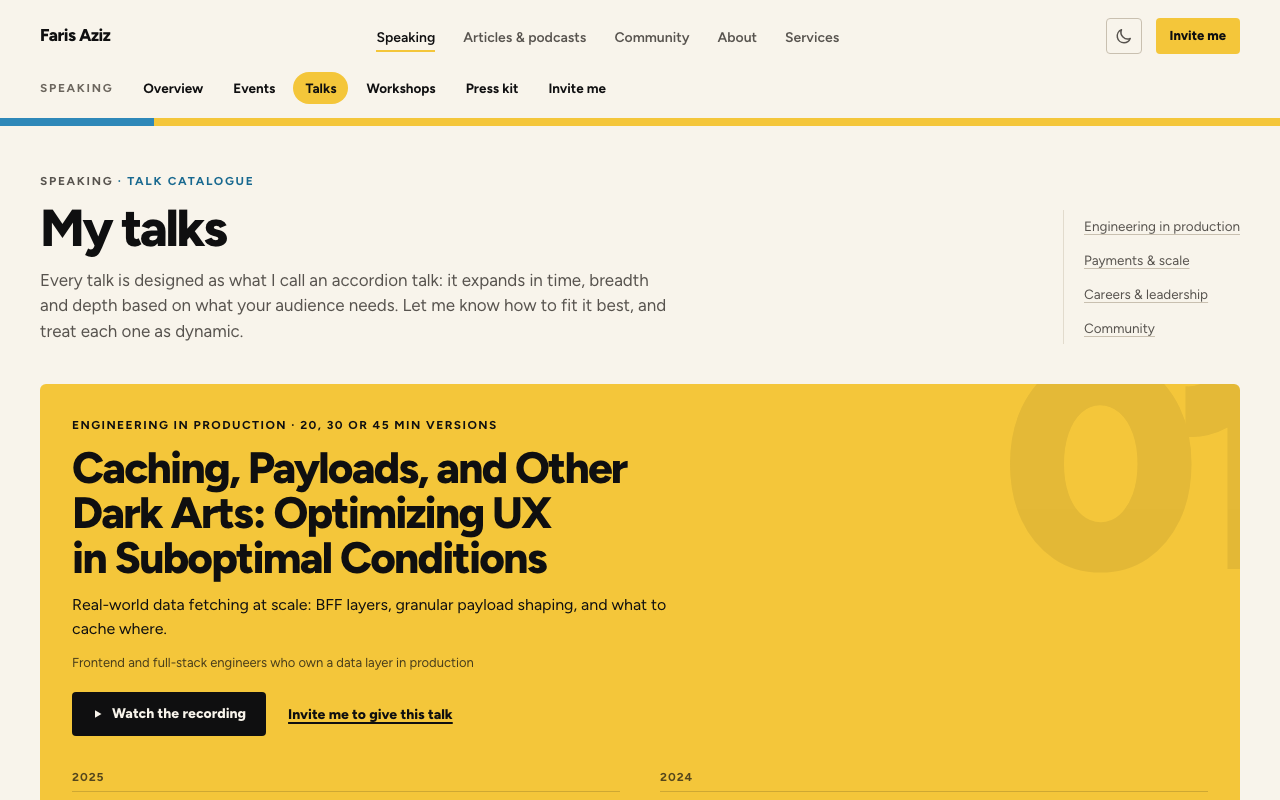 Faris Aziz
Speaking
Articles & podcasts
Community
About
Services
Invite me
SPEAKING
Overview
Events
Talks
Workshops
Press kit
Invite me
SPEAKING · TALK CATALOGUE
My talks
Every talk is designed as what I call an accordion talk: it expands in time, breadth
and depth based on what your audience needs. Let me know how to fit it best, and
treat each one as dynamic.
Engineering in production
Payments & scale
Careers & leadership
Community
01
ENGINEERING IN PRODUCTION · 20, 30 OR 45 MIN VERSIONS
Caching, Payloads, and Other
Dark Arts: Optimizing UX
in Suboptimal Conditions
Real-world data fetching at scale: BFF layers, granular payload shaping, and what to
cache where.
Frontend and full-stack engineers who own a data layer in production
Watch the recording
Invite me to give this talk
2025
2024